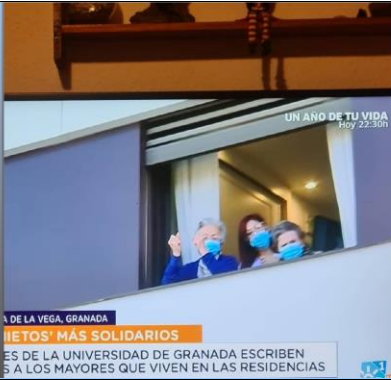 UN AÑO DE TU VIDA
Hoy 22:30h
A DE LA VEGA, GRANADA
NIETOS' MÁS SOLIDARIOS
ES DE LA UNIVERSIDAD DE GRANADA ESCRIBEN
S A LOS MAYORES QUE VIVEN EN LAS RESIDENCIAS